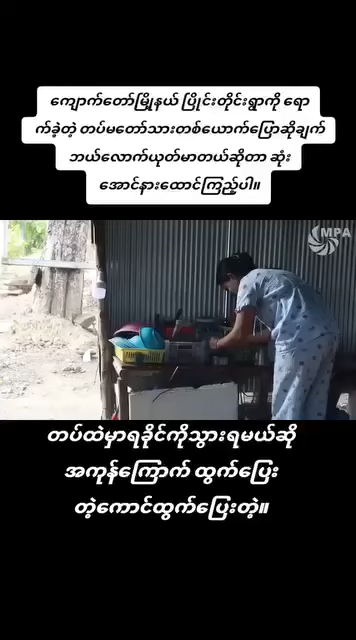 ကျောက်တော်မြို့နယ် ပြိုင်းတိုင်းရွာကို ရော
က်ခဲ့တဲ့ တပ်မတော်သားတစ်ယောက်ပြောဆိုချက်
ဘယ်လောက်ယုတ်မာတယ်ဆိုတာ ဆုံး
အောင်နားထောင်ကြည့်ပါ။
MPA
တပ်ထဲမှာရခိုင်ကိုသွားရမယ်ဆို
အကုန်ကြောက် ထွက်ပြေး
တဲ့ကောင်ထွက်ပြေးတဲ့။